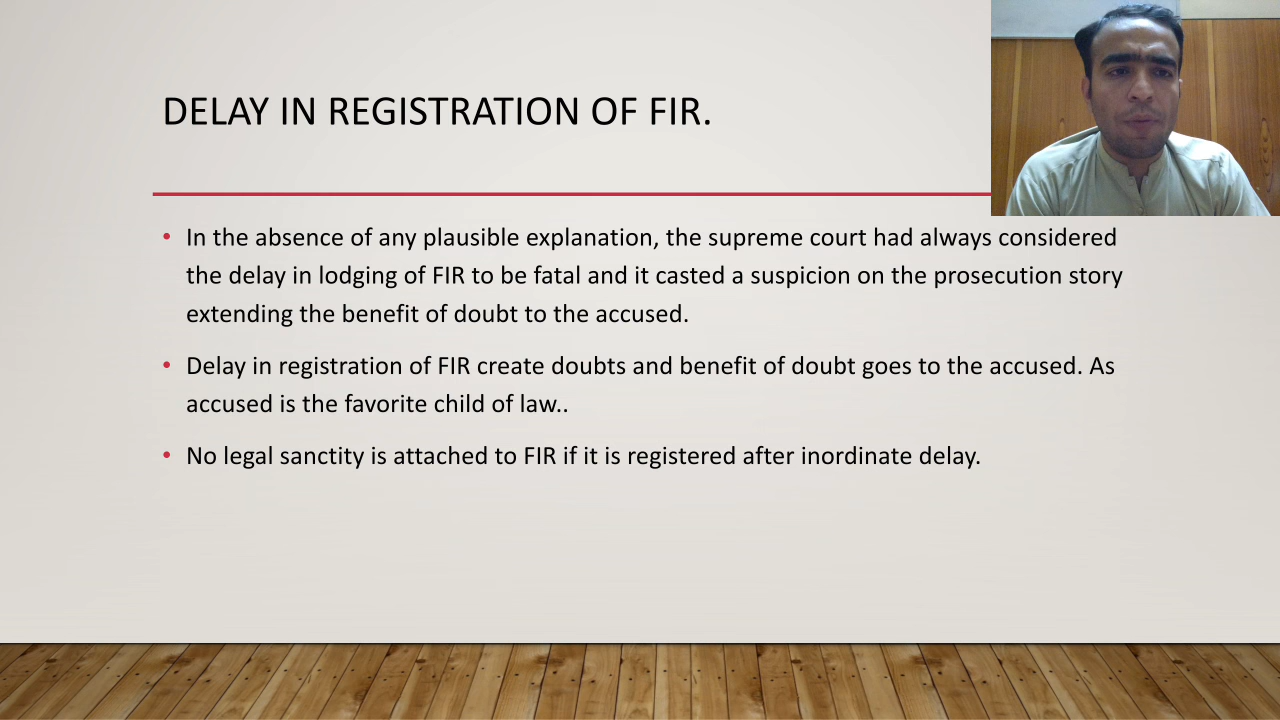 DELAY IN REGISTRATION OF FIR.
• In the absence of any plausible explanation, the supreme court had always considered
the delay in lodging of FIR to be fatal and it casted a suspicion on the prosecution story
extending the benefit of doubt to the accused.
• Delay in registration of FIR create doubts and benefit of doubt goes to the accused. As
accused is the favorite child of law..
• No legal sanctity is attached to FIR if it is registered after inordinate delay.